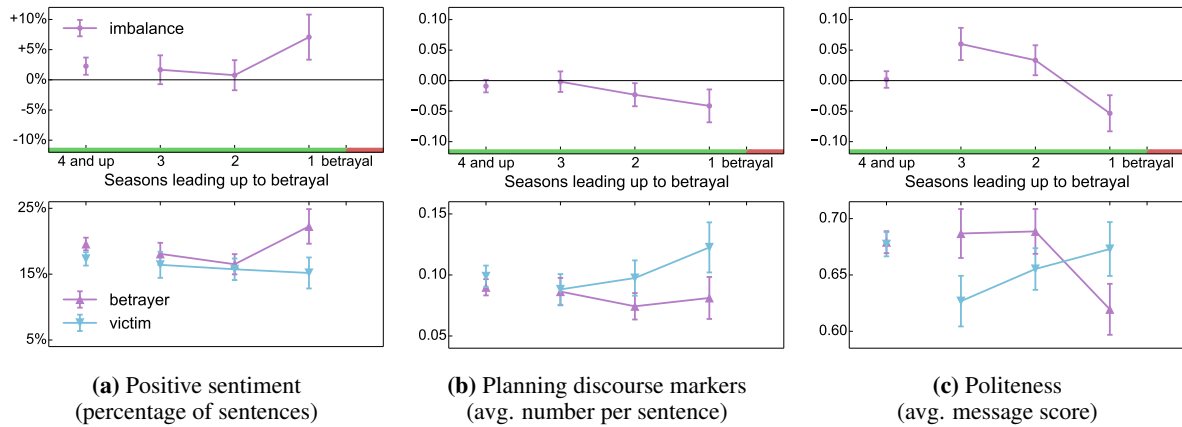 +10%
+5%
0%
−5%
-10%
imbalance
4 and up 3 2 1 betrayal
Seasons leading up to betrayal
0.10
0.05
0.00
−0.05
−0.10
4 and up 3 2 1 betrayal
Seasons leading up to betrayal
0.10
0.05
0.00
−0.05
−0.10
4 and up 3 2 1 betrayal
Seasons leading up to betrayal
25%
15%
5%
betrayer
victim
0.15
0.10
0.05
0.70
0.65
0.60
(a) Positive sentiment
(percentage of sentences)
(b) Planning discourse markers
(avg. number per sentence)
(c) Politeness
(avg. message score)